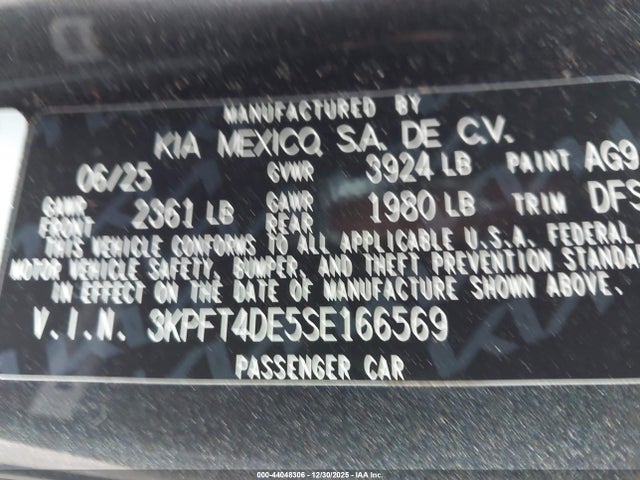 MANUFACTURED BY
KIA MEXICO, S.A. DE C.V.
06/25 GVWR 3924 LB PAINT AG9
GAWR FRONT 2361 LB GAWR REAR 1980 LB TRIM DFS
THIS VEHICLE CONFORMS TO ALL APPLICABLE U.S.A. FEDERAL
MOTOR VEHICLE SAFETY, BUMPER, AND THEFT PREVENTION STANDA
IN EFFECT ON THE DATE OF MANUFACTURE SHOWN ABOVE.
V.I.N. 3KPFT4DE5SE166569
PASSENGER CAR
000-44048306 - 12/30/2025 - IAA Inc.